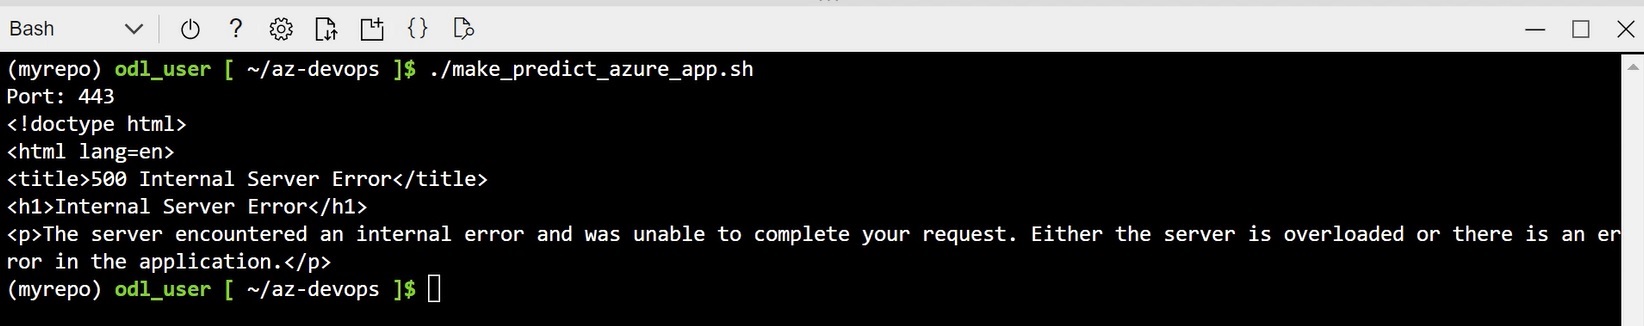 Bash
(myrepo) odl_user [ ~/az-devops ]$ ./make_predict_azure_app.sh
Port: 443
<!doctype html>
<html lang=en>
<title>500 Internal Server Error</title>
<h1>Internal Server Error</h1>
<p>The server encountered an internal error and was unable to complete your request. Either the server is overloaded or there is an er
ror in the application.</p>
(myrepo) odl_user [ ~/az-devops ]$